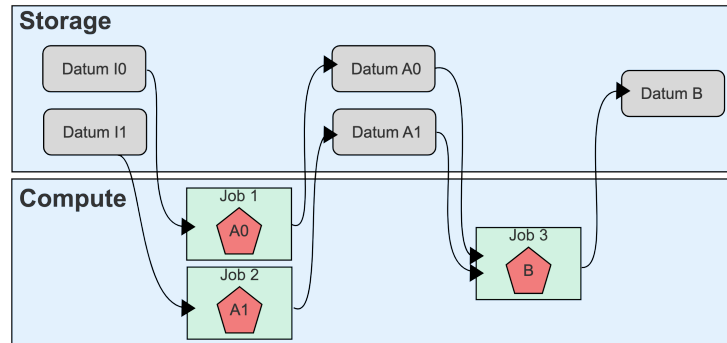 Storage
Datum I0
Datum A0
Datum B
Datum I1
Datum A1
Compute
Job 1
A0
Job 3
B
Job 2
A1